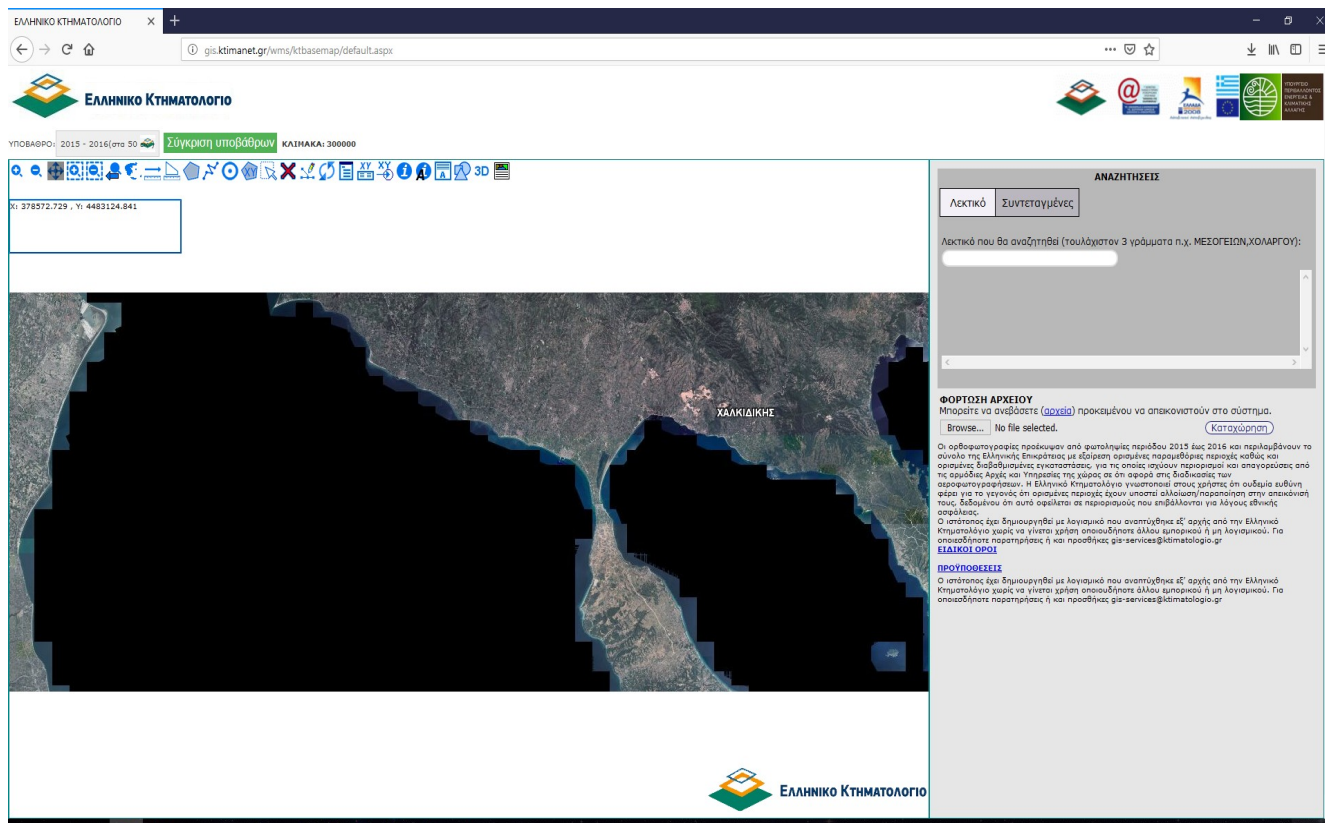 ΕΛΛΗΝΙΚΟ ΚΤΗΜΑΤΟΛΟΓΙΟ
gis.ktimanet.gr/wms/ktbasemap/default.aspx
ΕΛΛΗΝΙΚΟ ΚΤΗΜΑΤΟΛΟΓΙΟ
ΥΠΟΒΑΘΡΟ: 2015 - 2016(στα 50 Σύγκριση υποβάθρων ΚΛΙΜΑΚΑ: 300000
3D
X: 378572.729 , Y: 4483124.841
ΧΑΛΚΙΔΙΚΗΣ
ΕΛΛΗΝΙΚΟ ΚΤΗΜΑΤΟΛΟΓΙΟ
ΑΝΑΖΗΤΗΣΕΙΣ
Λεκτικό Συντεταγμένες
Λεκτικό που θα αναζητηθεί (τουλάχιστον 3 γράμματα π.χ. ΜΕΣΟΓΕΙΩΝ,ΧΟΛΑΡΓΟΥ):
ΦΟΡΤΩΣΗ ΑΡΧΕΙΟΥ
Μπορείτε να ανεβάσετε (αρχεία) προκειμένου να απεικονιστούν στο σύστημα.
Browse... No file selected. Καταχώρηση
Οι ορθοφωτογραφίες προέκυψαν από φωτοληψίες περιόδου 2015 έως 2016 και περιλαμβάνουν το
σύνολο της Ελληνικής Επικράτειας με εξαίρεση ορισμένες παραμεθόριες περιοχές καθώς και
ορισμένες διαβαθμισμένες εγκαταστάσεις, για τις οποίες ισχύουν περιορισμοί και απαγορεύσεις από
τις αρμόδιες Αρχές και Υπηρεσίες της χώρας σε ότι αφορά στις διαδικασίες των
αεροφωτογραφήσεων. Η Ελληνικό Κτηματολόγιο γνωστοποιεί στους χρήστες ότι ουδεμία ευθύνη
φέρει για το γεγονός ότι ορισμένες περιοχές έχουν υποστεί αλλοίωση/παραποίηση στην απεικόνισή
τους, δεδομένου ότι αυτό οφείλεται σε περιορισμούς που επιβάλλονται για λόγους εθνικής
ασφάλειας.
Ο ιστότοπος έχει δημιουργηθεί με λογισμικό που αναπτύχθηκε εξ' αρχής από την Ελληνικό
Κτηματολόγιο χωρίς να γίνεται χρήση οποιουδήποτε άλλου εμπορικού ή μη λογισμικού. Για
οποιεσδήποτε παρατηρήσεις ή και προσθήκες gis-services@ktimatologio.gr
ΕΙΔΙΚΟΙ ΟΡΟΙ
ΠΡΟΫΠΟΘΕΣΕΙΣ
Ο ιστότοπος έχει δημιουργηθεί με λογισμικό που αναπτύχθηκε εξ' αρχής από την Ελληνικό
Κτηματολόγιο χωρίς να γίνεται χρήση οποιουδήποτε άλλου εμπορικού ή μη λογισμικού. Για
οποιεσδήποτε παρατηρήσεις ή και προσθήκες gis-services@ktimatologio.gr